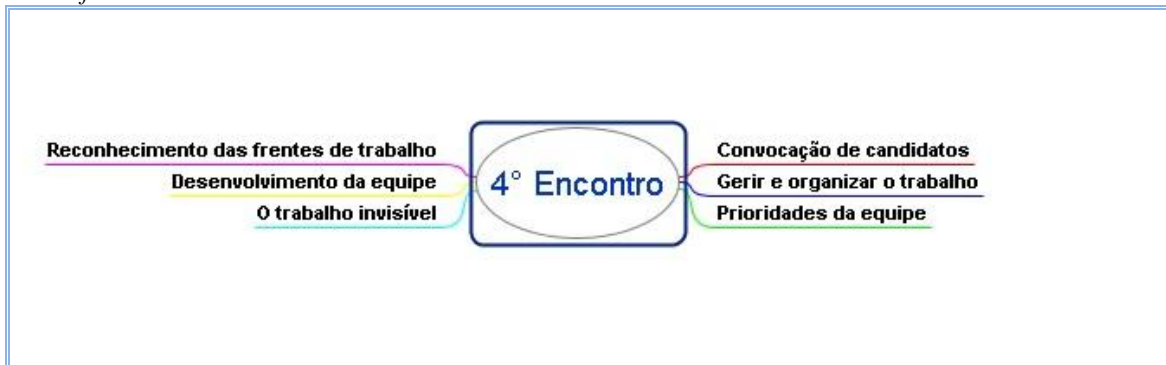 Reconhecimento das frentes de trabalho
Desenvolvimento da equipe
O trabalho invisível
4° Encontro
Convocação de candidatos
Gerir e organizar o trabalho
Prioridades da equipe